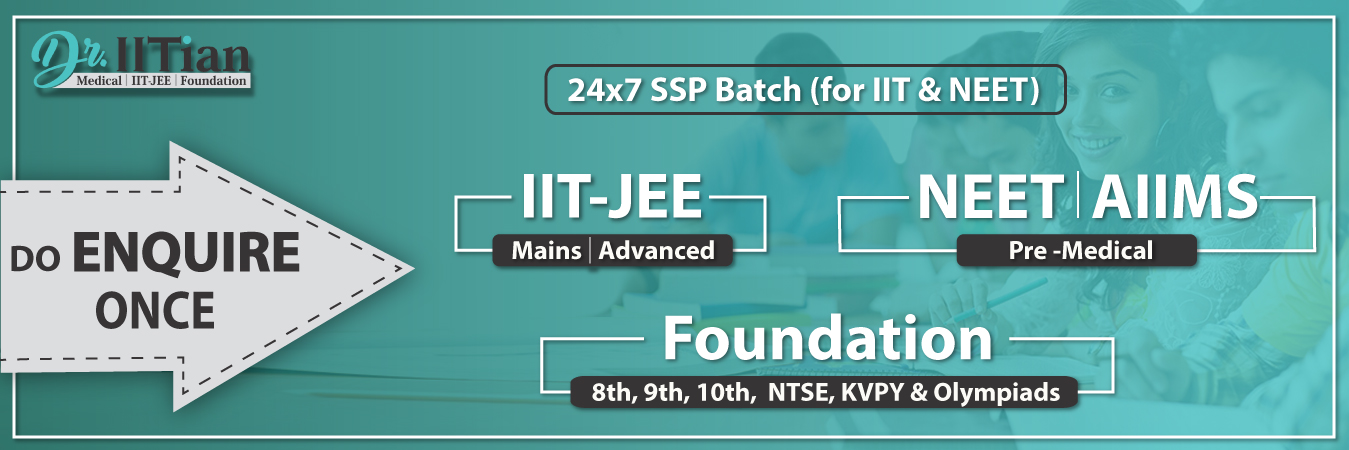 Dr. IITian
Medical | IIT-JEE | Foundation
DO ENQUIRE
ONCE
24x7 SSP Batch (for IIT & NEET)
IIT-JEE
Mains | Advanced
NEET | AIIMS
Pre -Medical
Foundation
8th, 9th, 10th, NTSE, KVPY & Olympiads